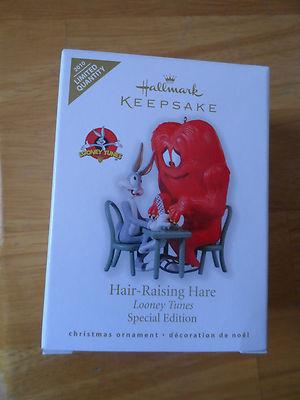 2010
LIMITED
QUANTITY
Hallmark
KEEPSAKE
LOONEY TUNES
Hair-Raising Hare
Looney Tunes
Special Edition
christmas ornament • décoration de noël